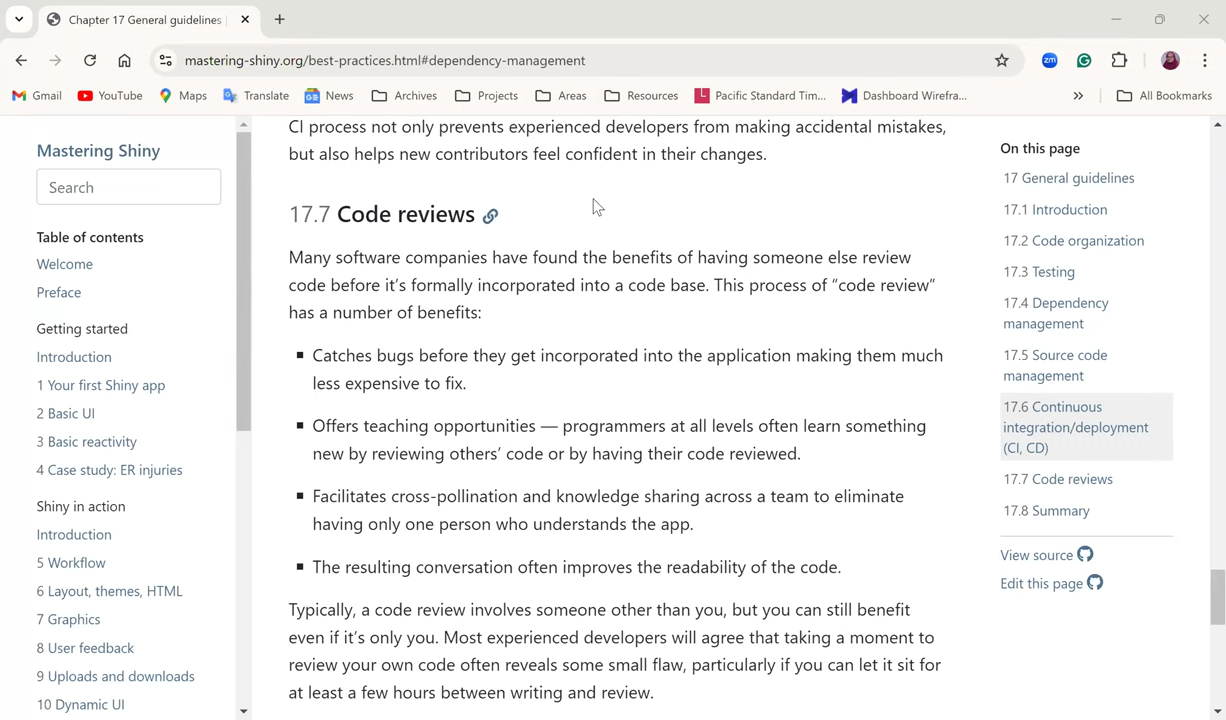 Chapter 17 General guidelines
mastering-shiny.org/best-practices.html#dependency-management
zm
G
Gmail
YouTube
Maps
Translate
News
Archives
Projects
Areas
Resources
Pacific Standard Tim...
Dashboard Wirefra...
»
All Bookmarks
Mastering Shiny
Search
Table of contents
Welcome
Preface
Getting started
Introduction
1 Your first Shiny app
2 Basic UI
3 Basic reactivity
4 Case study: ER injuries
Shiny in action
Introduction
5 Workflow
6 Layout, themes, HTML
7 Graphics
8 User feedback
9 Uploads and downloads
10 Dynamic UI
CI process not only prevents experienced developers from making accidental mistakes,
but also helps new contributors feel confident in their changes.
17.7 Code reviews
Many software companies have found the benefits of having someone else review
code before it’s formally incorporated into a code base. This process of “code review”
has a number of benefits:
▪ Catches bugs before they get incorporated into the application making them much
less expensive to fix.
▪ Offers teaching opportunities — programmers at all levels often learn something
new by reviewing others’ code or by having their code reviewed.
▪ Facilitates cross-pollination and knowledge sharing across a team to eliminate
having only one person who understands the app.
▪ The resulting conversation often improves the readability of the code.
Typically, a code review involves someone other than you, but you can still benefit
even if it’s only you. Most experienced developers will agree that taking a moment to
review your own code often reveals some small flaw, particularly if you can let it sit for
at least a few hours between writing and review.
On this page
17 General guidelines
17.1 Introduction
17.2 Code organization
17.3 Testing
17.4 Dependency
management
17.5 Source code
management
17.6 Continuous
integration/deployment
(CI, CD)
17.7 Code reviews
17.8 Summary
View source
Edit this page